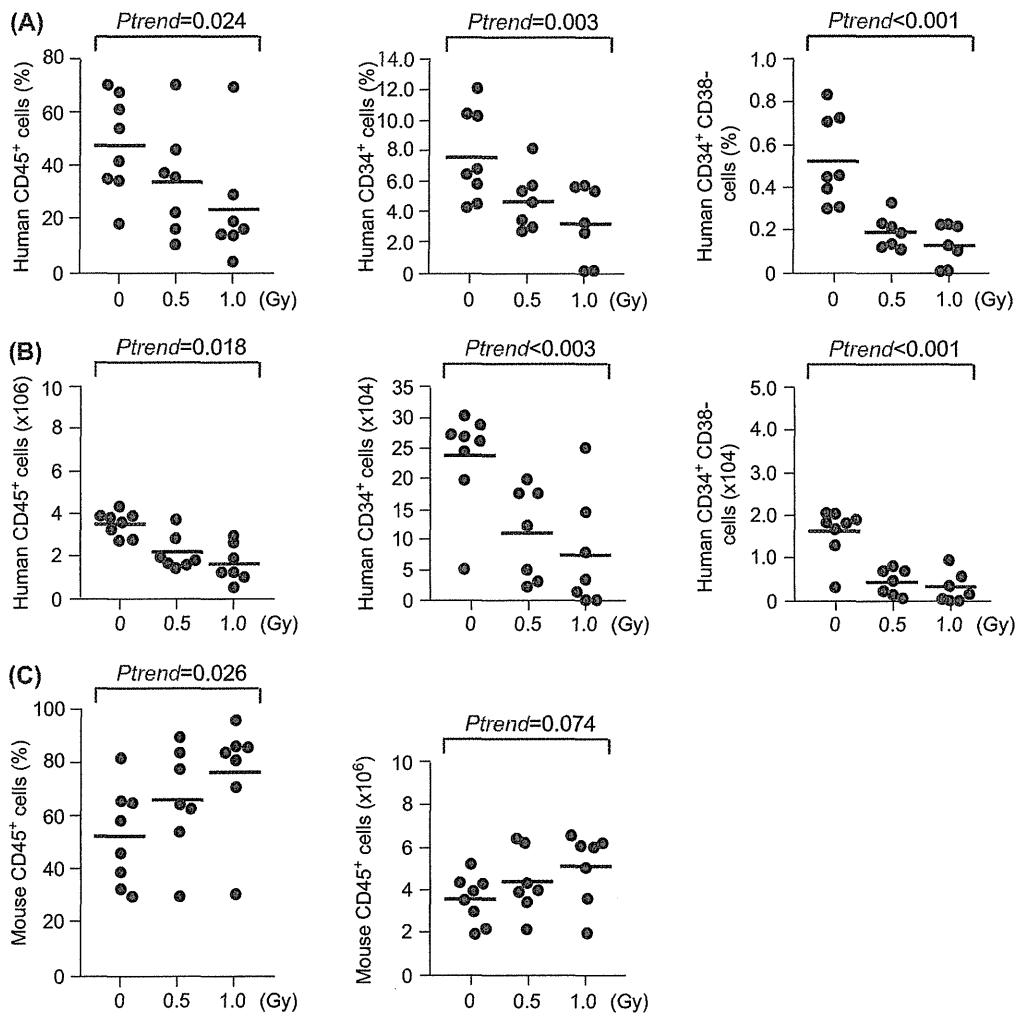 (A)
Ptrend=0.024
Human CD45+ cells (%)
80
60
40
20
0
0 0.5 1.0 (Gy)
Ptrend=0.003
Human CD34+ cells (%)
14.0
12.0
10.0
8.0
6.0
4.0
2.0
0
0 0.5 1.0 (Gy)
Ptrend<0.001
Human CD34+ CD38-
cells (%)
1.0
0.8
0.6
0.4
0.2
0
0 0.5 1.0 (Gy)
(B)
Ptrend=0.018
Human CD45+ cells (x106)
10
8
6
4
2
0
0 0.5 1.0 (Gy)
Ptrend<0.003
Human CD34+ cells (x104)
35
30
25
20
15
10
5
0
0 0.5 1.0 (Gy)
Ptrend<0.001
Human CD34+ CD38-
cells (x104)
5.0
4.0
3.0
2.0
1.0
0
0 0.5 1.0 (Gy)
(C)
Ptrend=0.026
Mouse CD45+ cells (%)
100
80
60
40
20
0
0 0.5 1.0 (Gy)
Ptrend=0.074
Mouse CD45+ cells (x10⁶)
10
8
6
4
2
0
0 0.5 1.0 (Gy)